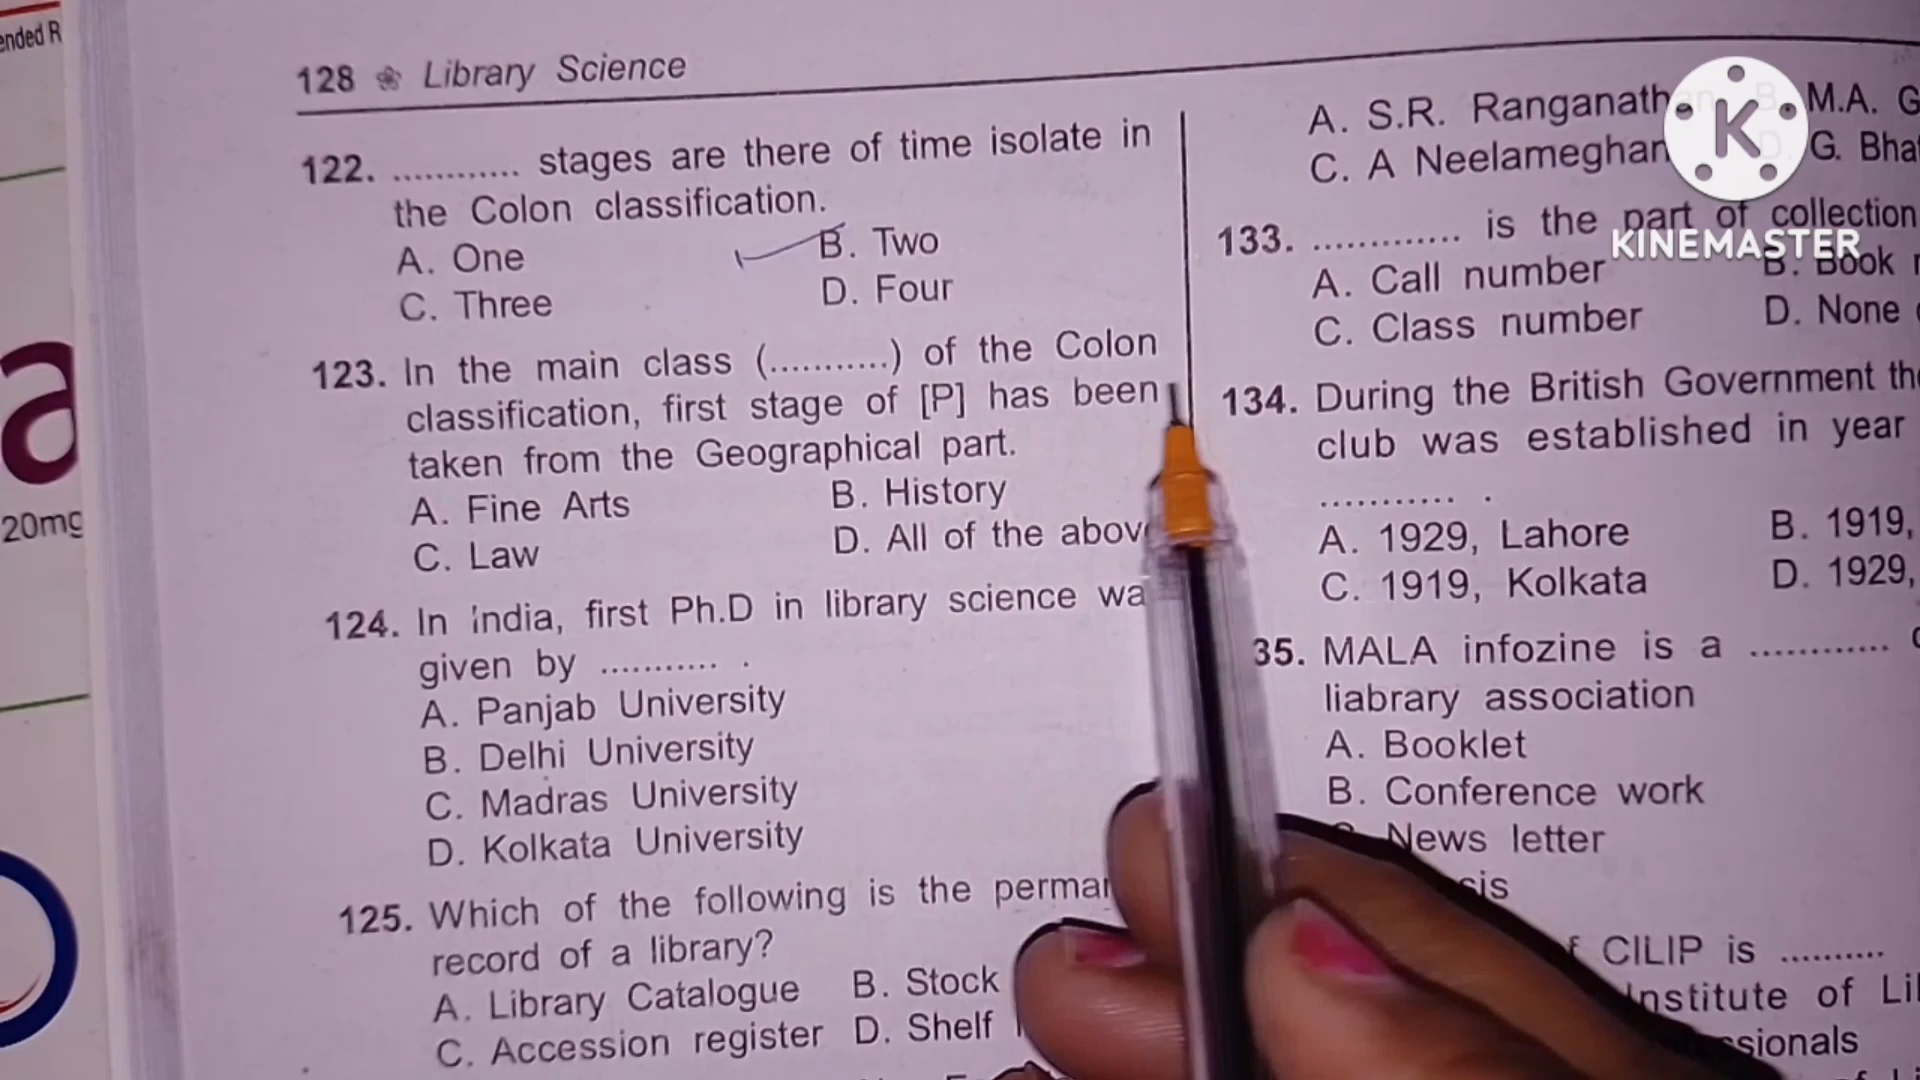 ended R
a
20mg
128 ❀ Library Science
122. ............ stages are there of time isolate in
the Colon classification.
A. One B. Two
C. Three D. Four
123. In the main class (...........) of the Colon
classification, first stage of [P] has been
taken from the Geographical part.
A. Fine Arts B. History
C. Law D. All of the abov
124. In India, first Ph.D in library science wa
given by ........... .
A. Panjab University
B. Delhi University
C. Madras University
D. Kolkata University
125. Which of the following is the perma
record of a library?
A. Library Catalogue B. Stock
C. Accession register D. Shelf
A. S.R. Ranganath M.A. G
C. A Neelameghan G. Bha
133. ............. is the part of collection
A. Call number B. Book
C. Class number D. None
134. During the British Government the
club was established in year
............ .
A. 1929, Lahore B. 1919,
C. 1919, Kolkata D. 1929,
35. MALA infozine is a .............
liabrary association
A. Booklet
B. Conference work
News letter
sis
f CILIP is ..........
Institute of Li
ssionals
K
KINEMASTER